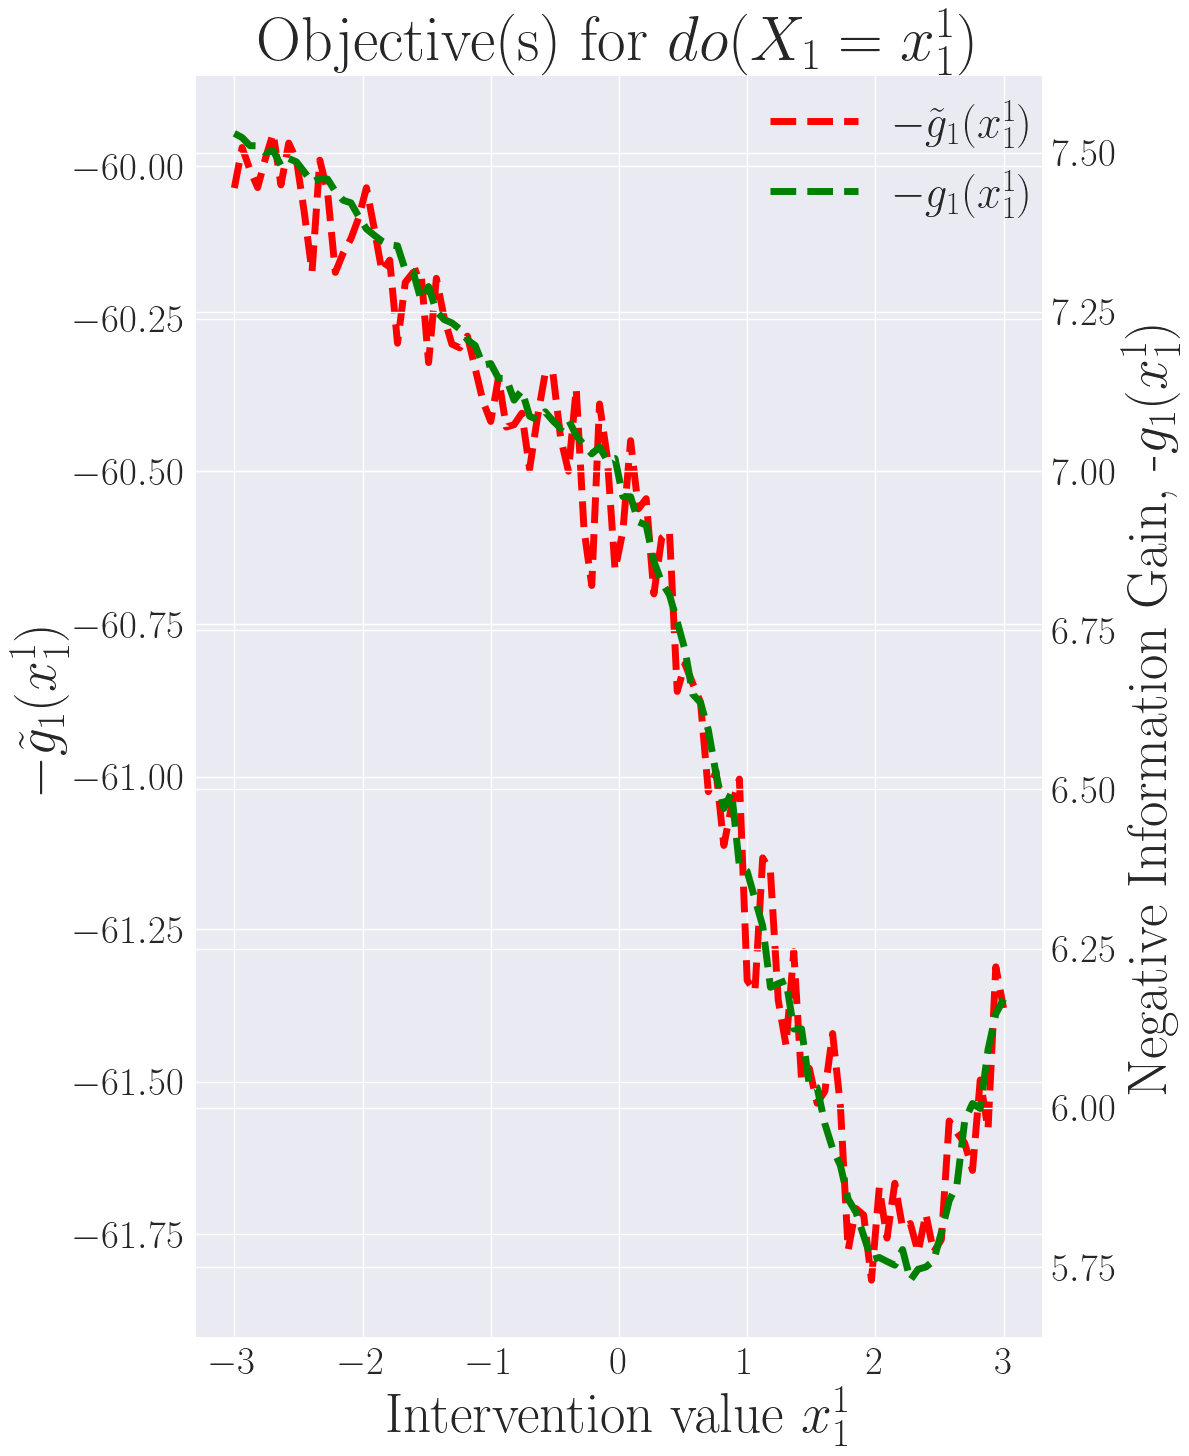 Objective(s) for do(X₁ = x₁¹)
−g̃₁(x₁¹)
−g₁(x₁¹)
−60.00
−60.25
−60.50
−60.75
−61.00
−61.25
−61.50
−61.75
−g̃₁(x₁¹)
7.50
7.25
7.00
6.75
6.50
6.25
6.00
5.75
Negative Information Gain, -g₁(x₁¹)
−3 −2 −1 0 1 2 3
Intervention value x₁¹